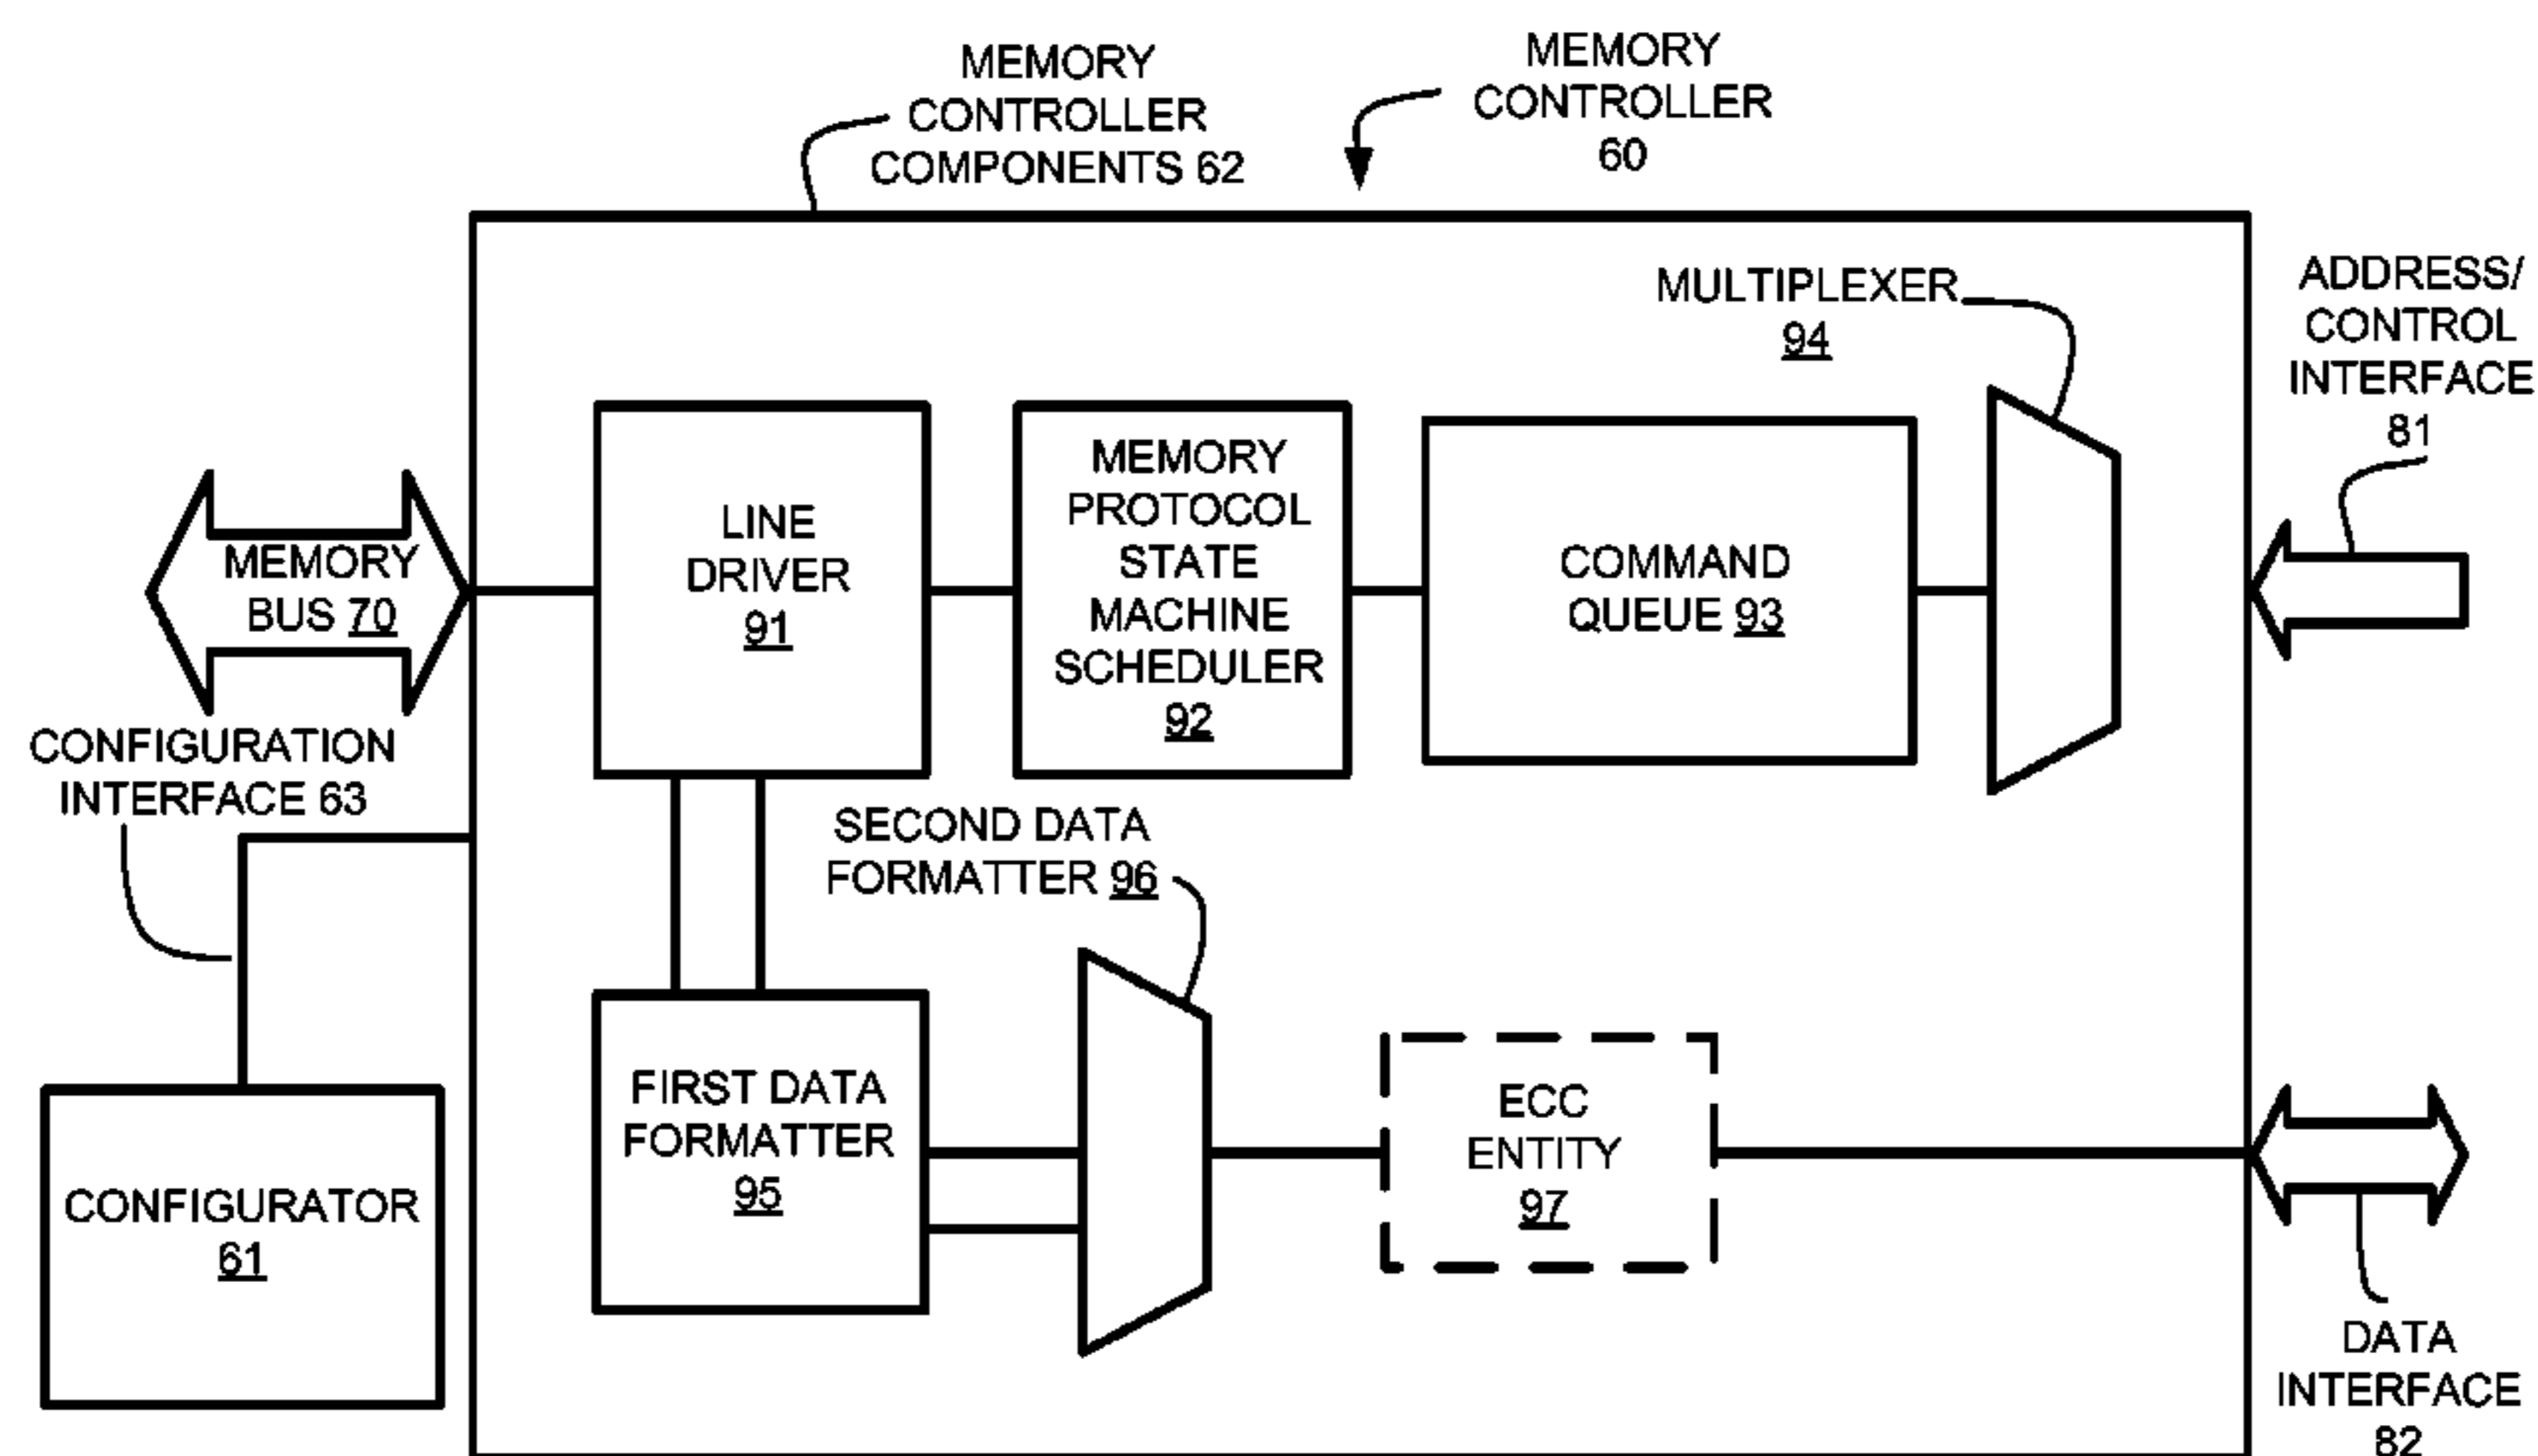 MEMORY
CONTROLLER
COMPONENTS 62
MEMORY
CONTROLLER
60
MULTIPLEXER
94
ADDRESS/
CONTROL
INTERFACE
81
MEMORY
BUS 70
LINE
DRIVER
91
MEMORY
PROTOCOL
STATE
MACHINE
SCHEDULER
92
COMMAND
QUEUE 93
CONFIGURATION
INTERFACE 63
SECOND DATA
FORMATTER 96
CONFIGURATOR
61
FIRST DATA
FORMATTER
95
ECC
ENTITY
97
DATA
INTERFACE
82